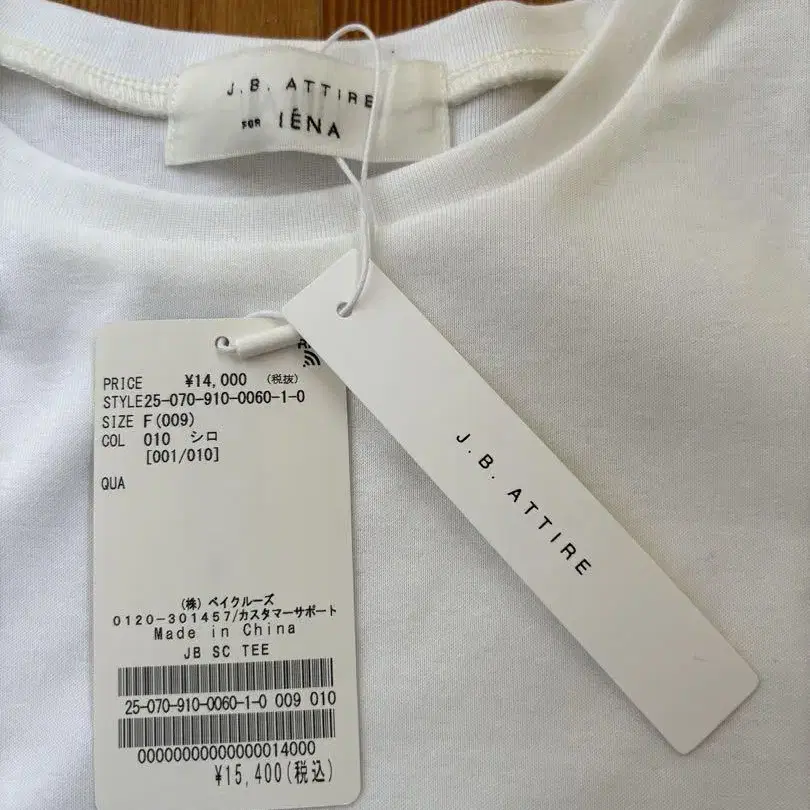 J.B. ATTIRE
FOR IÉNA
PRICE ¥14,000 (税抜)
STYLE25-070-910-0060-1-0
SIZE F(009)
COL 010 シロ
[001/010]
QUA
(株) ベイクルーズ
0120-301457/カスタマーサポート
Made in China
JB SC TEE
25-070-910-0060-1-0 009 010
00000000000000014000
¥15,400(税込)
J.B. ATTIRE